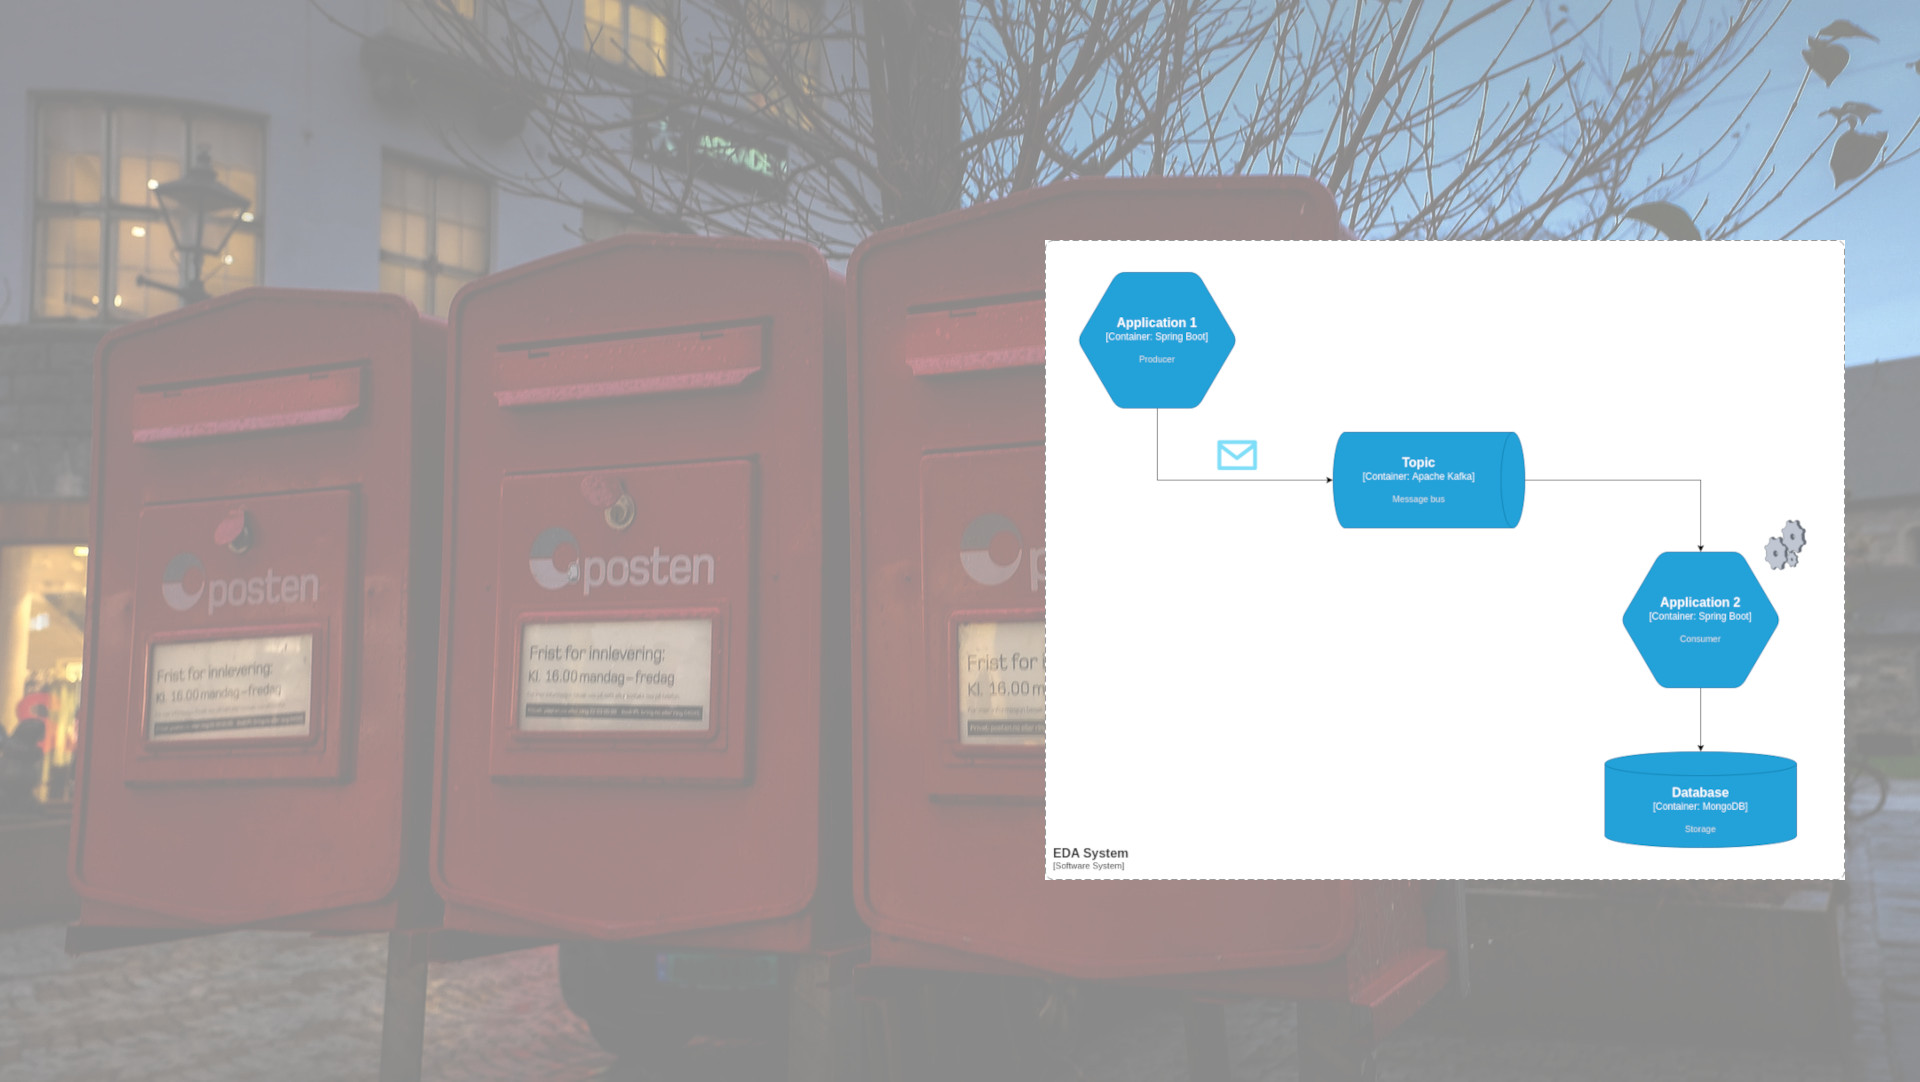 posten
Frist for innlevering:
Kl. 16.00 mandag-fredag
posten
Frist for innlevering:
Kl. 16.00 mandag-fredag
Frist for
Kl. 16.00
Application 1
[Container: Spring Boot]
Producer
Topic
[Container: Apache Kafka]
Message bus
Application 2
[Container: Spring Boot]
Consumer
Database
[Container: MongoDB]
Storage
EDA System
[Software System]